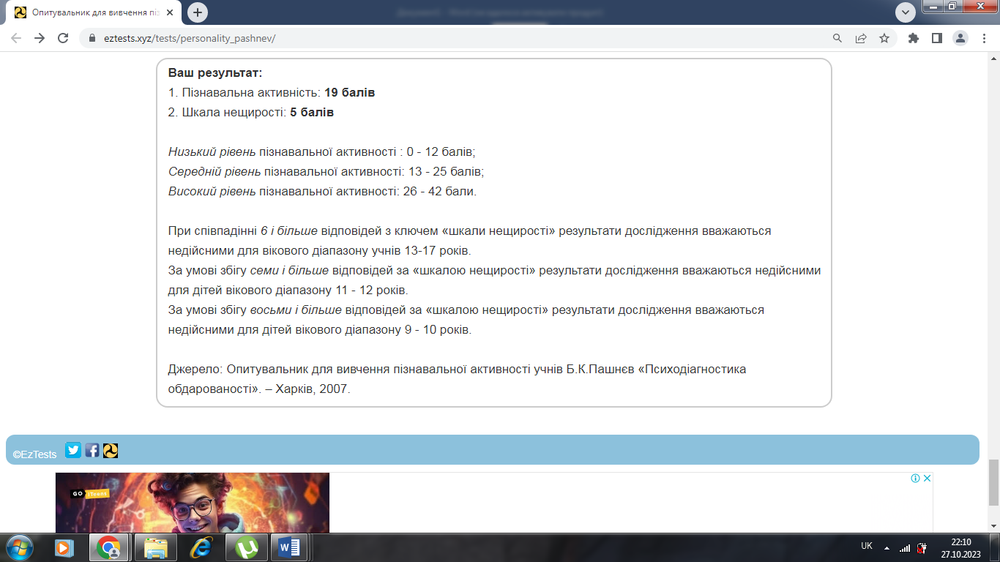 Опитувальник для вивчення піз
eztests.xyz/tests/personality_pashnev/
Ваш результат:
1. Пізнавальна активність: 19 балів
2. Шкала нещирості: 5 балів
Низький рівень пізнавальної активності : 0 - 12 балів;
Середній рівень пізнавальної активності: 13 - 25 балів;
Високий рівень пізнавальної активності: 26 - 42 бали.
При співпадінні 6 і більше відповідей з ключем «шкали нещирості» результати дослідження вважаються
недійсними для вікового діапазону учнів 13-17 років.
За умові збігу семи і більше відповідей за «шкалою нещирості» результати дослідження вважаються недійсними
для дітей вікового діапазону 11 - 12 років.
За умові збігу восьми і більше відповідей за «шкалою нещирості» результати дослідження вважаються
недійсними для дітей вікового діапазону 9 - 10 років.
Джерело: Опитувальник для вивчення пізнавальної активності учнів Б.К.Пашнєв «Психодіагностика
обдарованості». – Харків, 2007.
©EzTests
GO iTeens
UK
22:10
27.10.2023